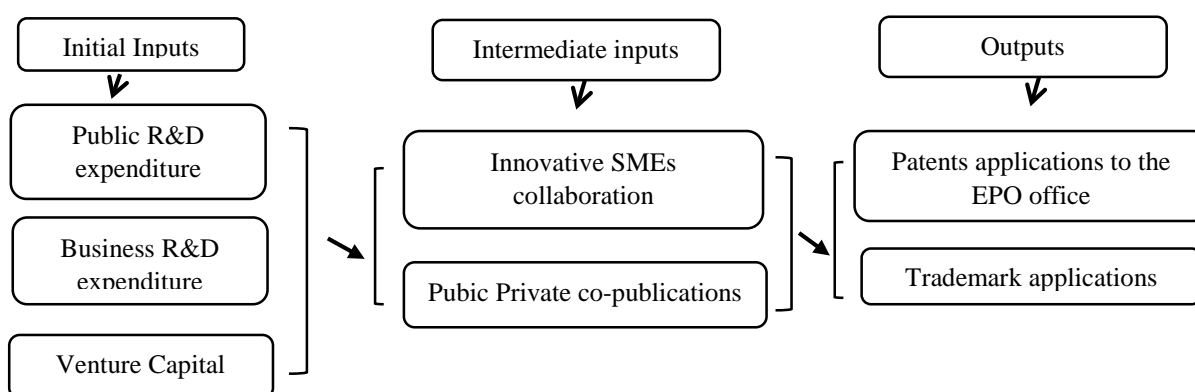 Initial Inputs
Public R&D
expenditure
Business R&D
expenditure
Venture Capital
Intermediate inputs
Innovative SMEs
collaboration
Pubic Private co-publications
Outputs
Patents applications to the
EPO office
Trademark applications